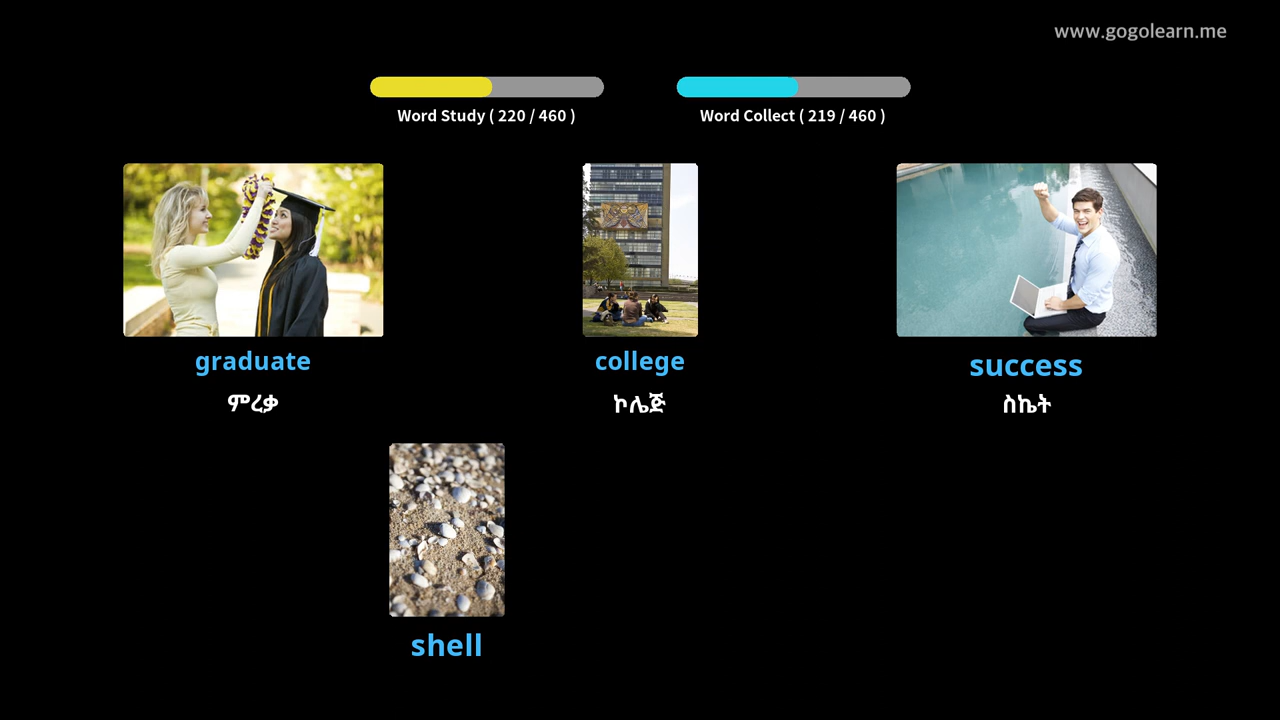 www.gogolearn.me
Word Study ( 220 / 460 )
Word Collect ( 219 / 460 )
graduate
college
success
ምረቃ
ኮሌጅ
ስኬት
shell